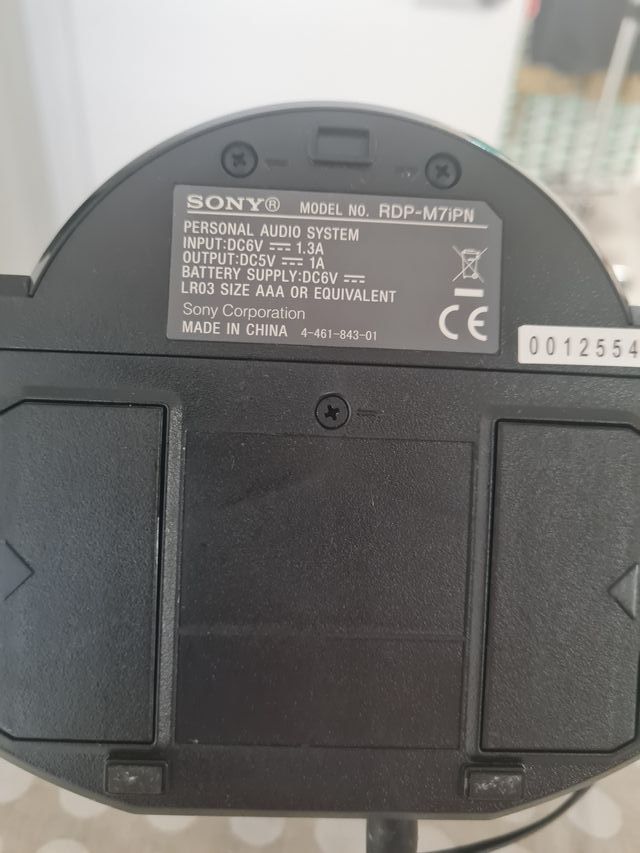 SONY® MODEL NO. RDP-M7iPN
PERSONAL AUDIO SYSTEM
INPUT:DC6V ⎓ 1.3A
OUTPUT:DC5V ⎓ 1A
BATTERY SUPPLY:DC6V ⎓
LR03 SIZE AAA OR EQUIVALENT
Sony Corporation
MADE IN CHINA 4-461-843-01
CE
0012554